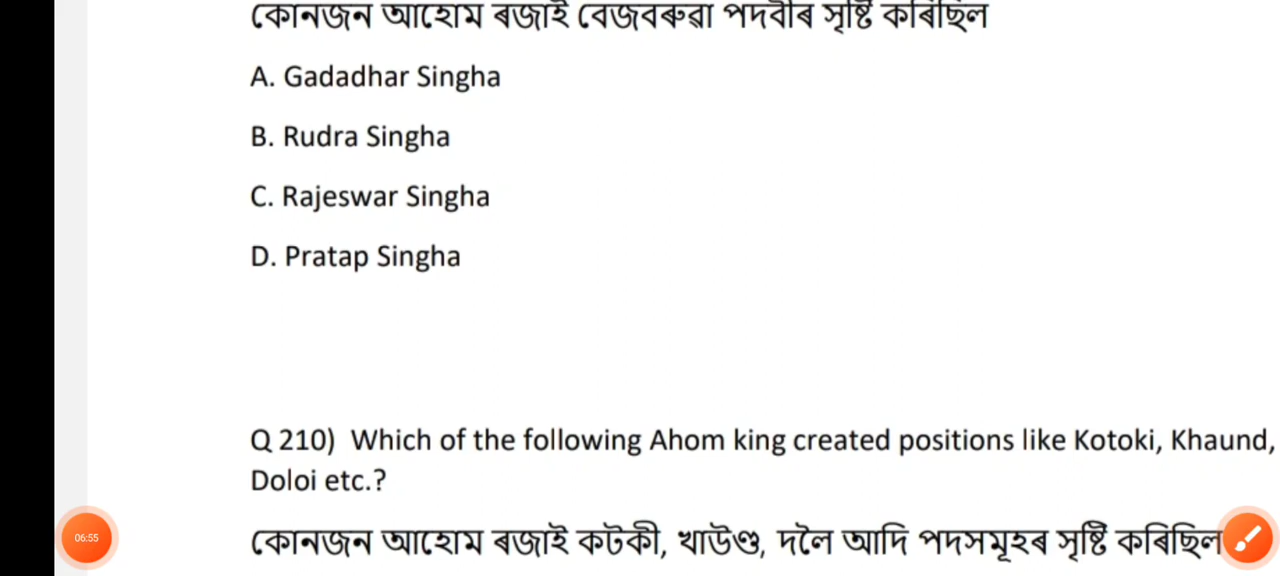 কোনজন আহোম ৰজাই বেজবৰুৱা পদবীৰ সৃষ্টি কৰিছিল
A. Gadadhar Singha
B. Rudra Singha
C. Rajeswar Singha
D. Pratap Singha
Q 210) Which of the following Ahom king created positions like Kotoki, Khaund,
Doloi etc.?
কোনজন আহোম ৰজাই কটকী, খাউণ্ড, দলৈ আদি পদসমূহৰ সৃষ্টি কৰিছিল
06:55